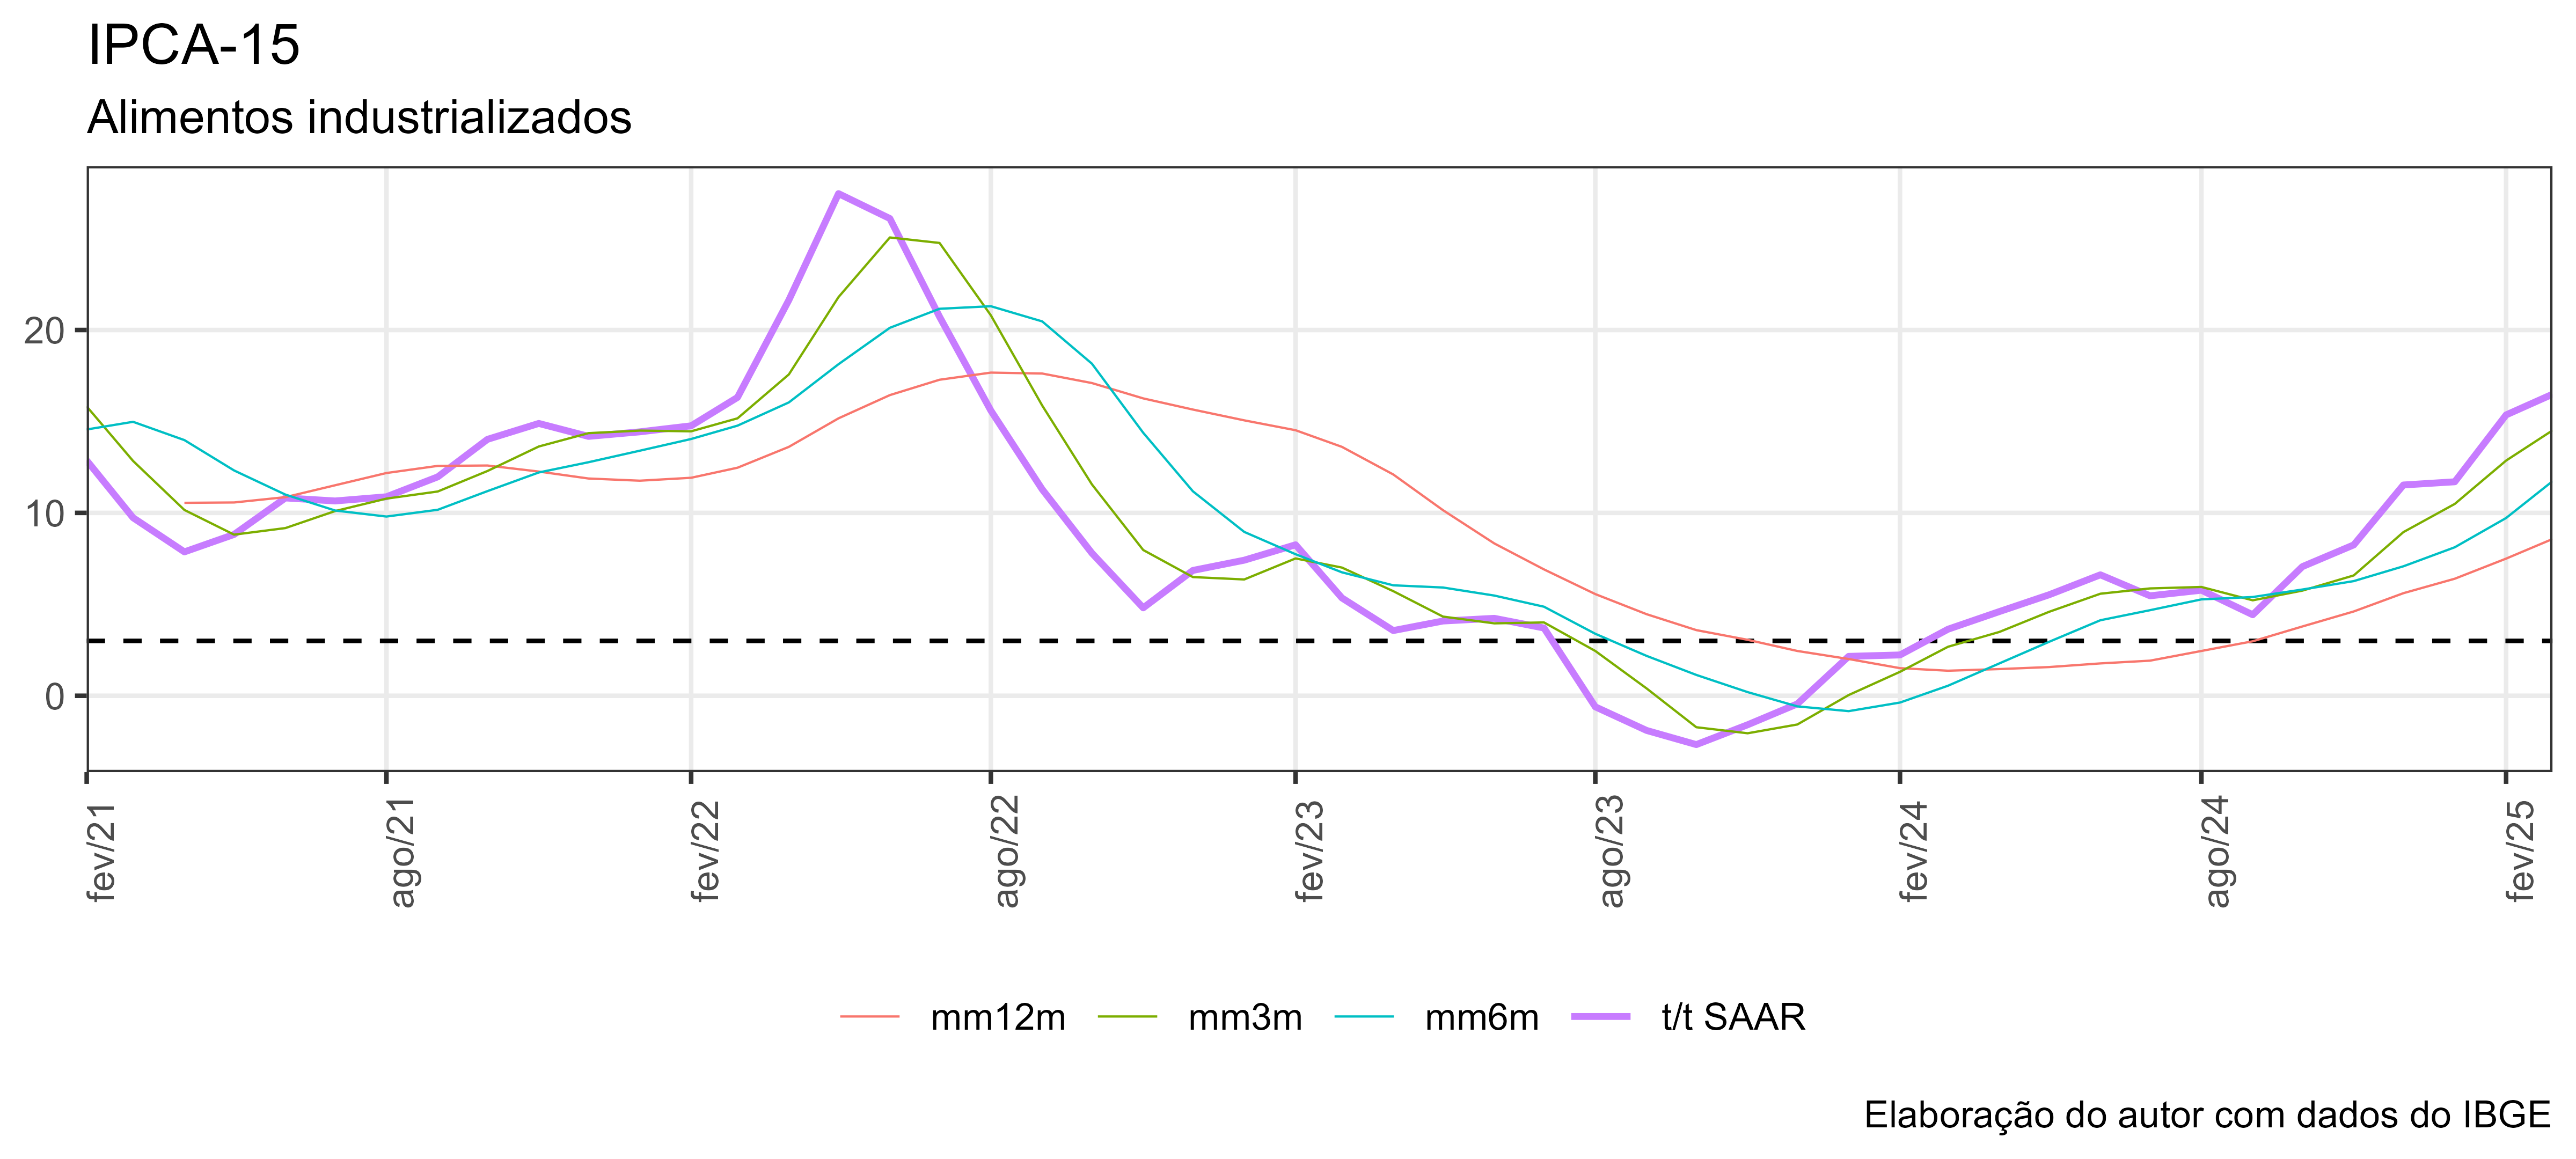 IPCA-15
Alimentos industrializados
20
10
0
fev/21
ago/21
fev/22
ago/22
fev/23
ago/23
fev/24
ago/24
fev/25
mm12m mm3m mm6m t/t SAAR
Elaboração do autor com dados do IBGE